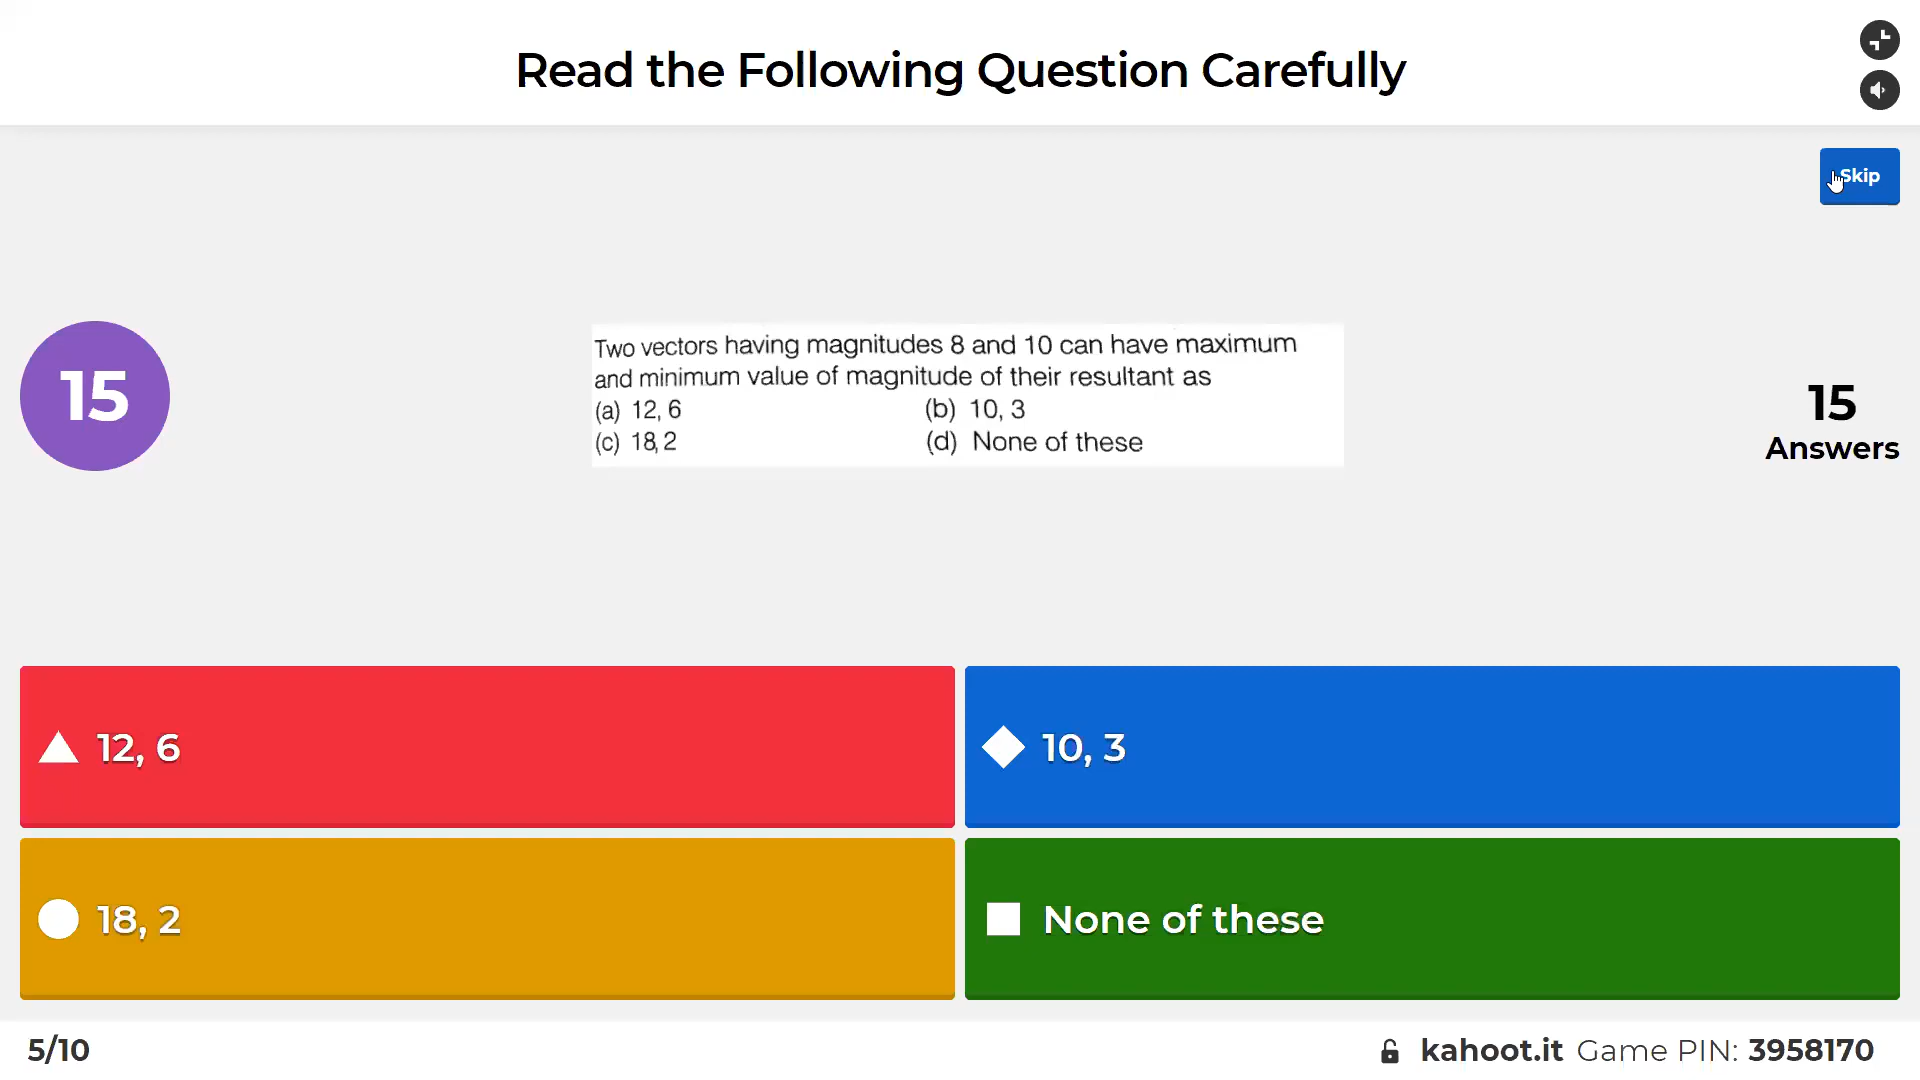 Read the Following Question Carefully
Skip
15
Two vectors having magnitudes 8 and 10 can have maximum
and minimum value of magnitude of their resultant as
(a) 12, 6 (b) 10, 3
(c) 18, 2 (d) None of these
15
Answers
12, 6
10, 3
18, 2
None of these
5/10
kahoot.it Game PIN: 3958170